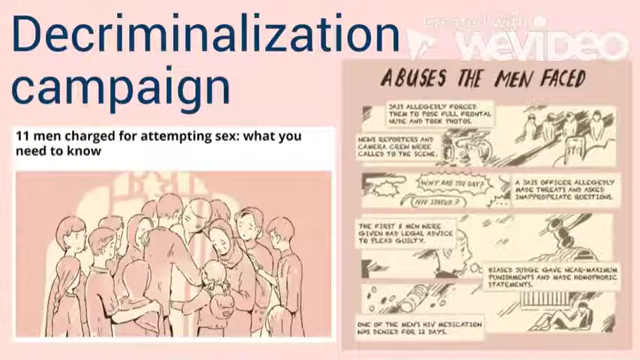 Decriminalization
campaign
created with
WEVIDEO
11 men charged for attempting sex: what you
need to know
ABUSES THE MEN FACED
JAIS ALLEGEDLY FORCED
THEM TO POSE FULL FRONTAL
NUDE AND TOOK PHOTOS.
NEWS REPORTERS AND
CAMERA CREW WERE
CALLED TO THE SCENE.
WHY ARE YOU GAY?
HIV STATUS?
A JAIS OFFICER ALLEGEDLY
MADE THREATS AND ASKED
INAPPROPRIATE QUESTIONS.
THE FIRST 5 MEN WERE
GIVEN BAD LEGAL ADVICE
TO PLEAD GUILTY.
BIASED JUDGE GAVE NEAR-MAXIMUM
PUNISHMENTS AND MADE HOMOPHOBIC
STATEMENTS.
ONE OF THE MEN'S HIV MEDICATION
WAS DENIED FOR 12 DAYS.